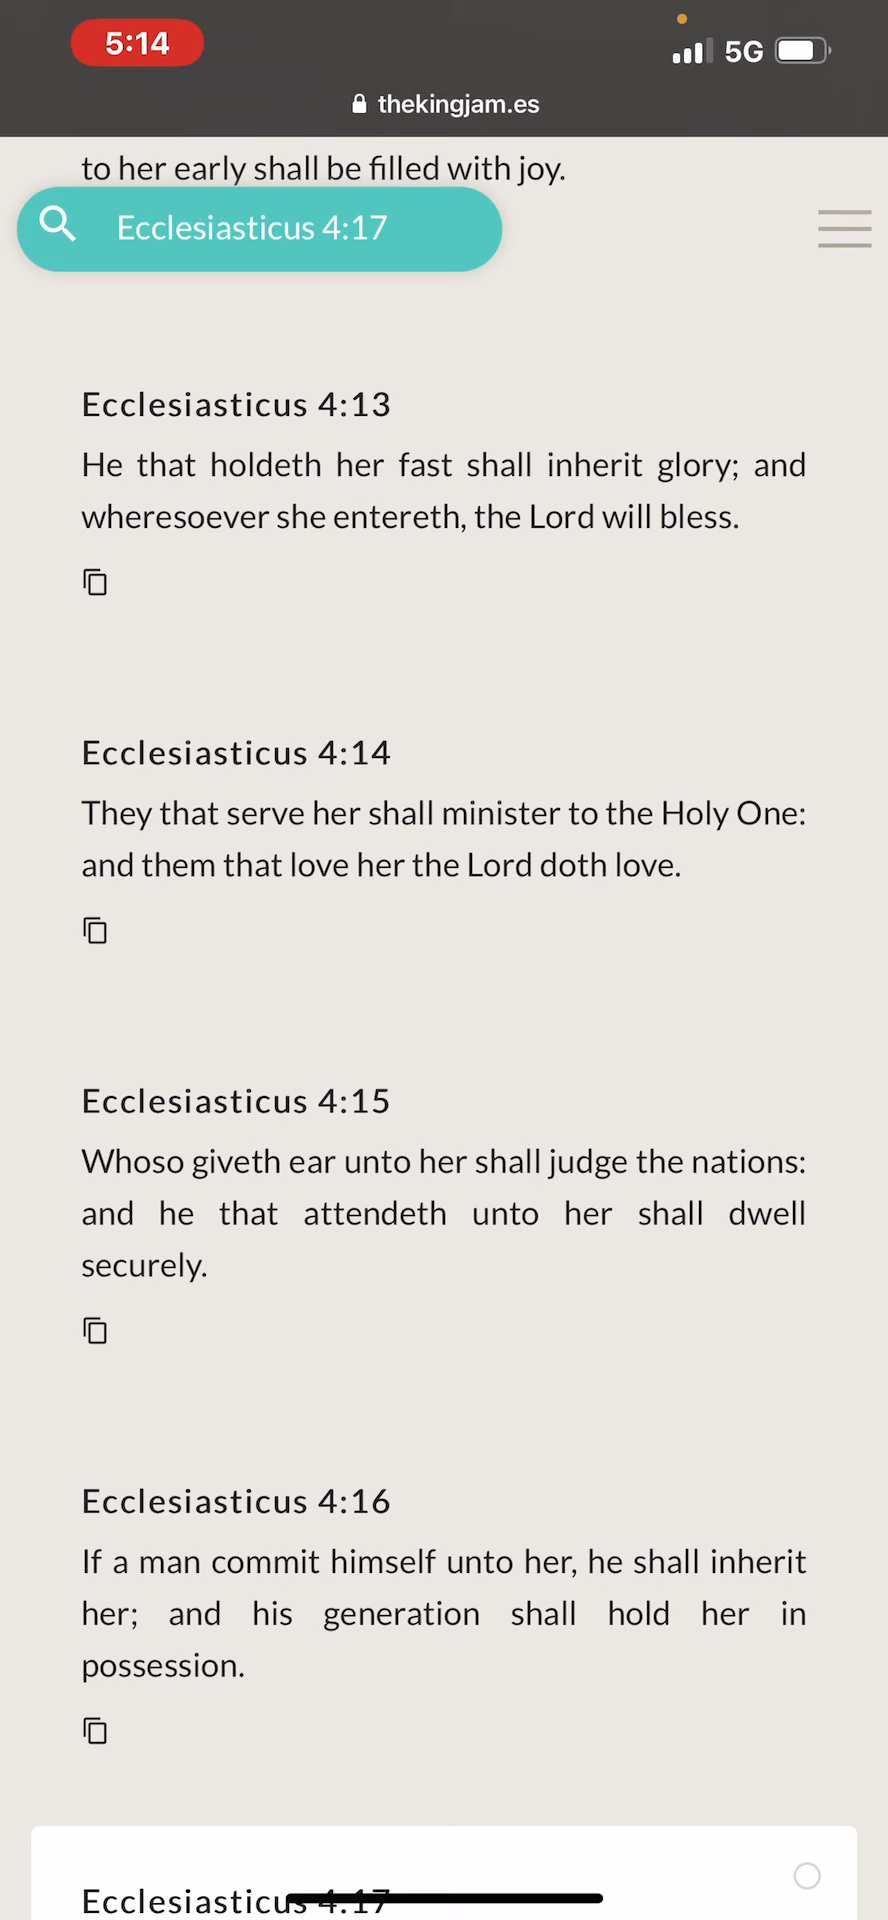 5:14
5G
thekingjam.es
to her early shall be filled with joy.
Ecclesiasticus 4:17
Ecclesiasticus 4:13
He that holdeth her fast shall inherit glory; and
wheresoever she entereth, the Lord will bless.
Ecclesiasticus 4:14
They that serve her shall minister to the Holy One:
and them that love her the Lord doth love.
Ecclesiasticus 4:15
Whoso giveth ear unto her shall judge the nations:
and he that attendeth unto her shall dwell
securely.
Ecclesiasticus 4:16
If a man commit himself unto her, he shall inherit
her; and his generation shall hold her in
possession.
Ecclesiasticus 4:17